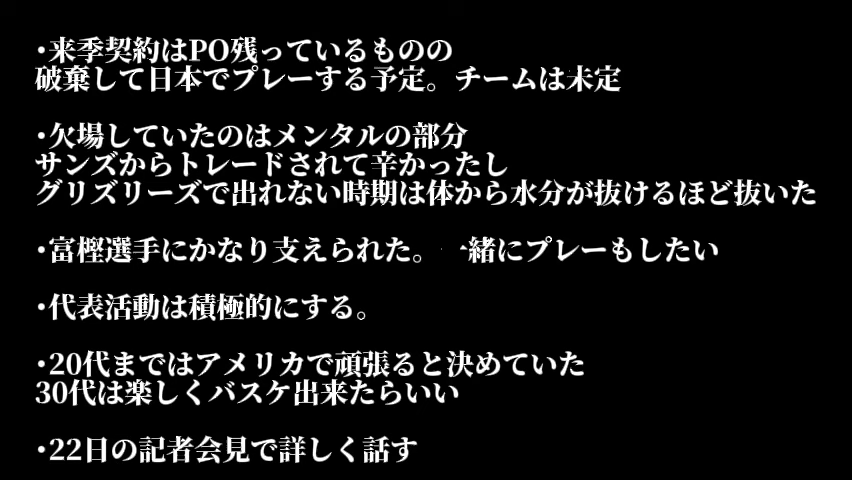 ・来季契約はPO残っているものの
破棄して日本でプレーする予定。チームは未定
・欠場していたのはメンタルの部分
サンズからトレードされて辛かったし
グリズリーズで出れない時期は体から水分が抜けるほど抜いた
・富樫選手にかなり支えられた。一緒にプレーもしたい
・代表活動は積極的にする。
・20代まではアメリカで頑張ると決めていた
30代は楽しくバスケ出来たらいい
・22日の記者会見で詳しく話す